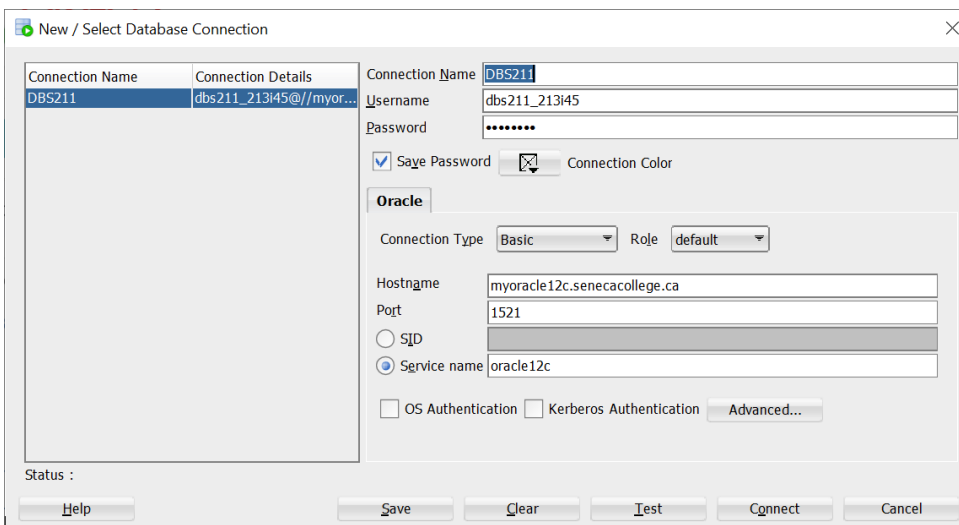 New / Select Database Connection
Connection Name Connection Details
DBS211 dbs211_213i45@//myor...
Connection Name DBS211
Username dbs211_213i45
Password ••••••••
Save Password Connection Color
Oracle
Connection Type Basic Role default
Hostname myoracle12c.senecacollege.ca
Port 1521
SID
Service name oracle12c
OS Authentication Kerberos Authentication Advanced...
Status :
Help Save Clear Test Connect Cancel